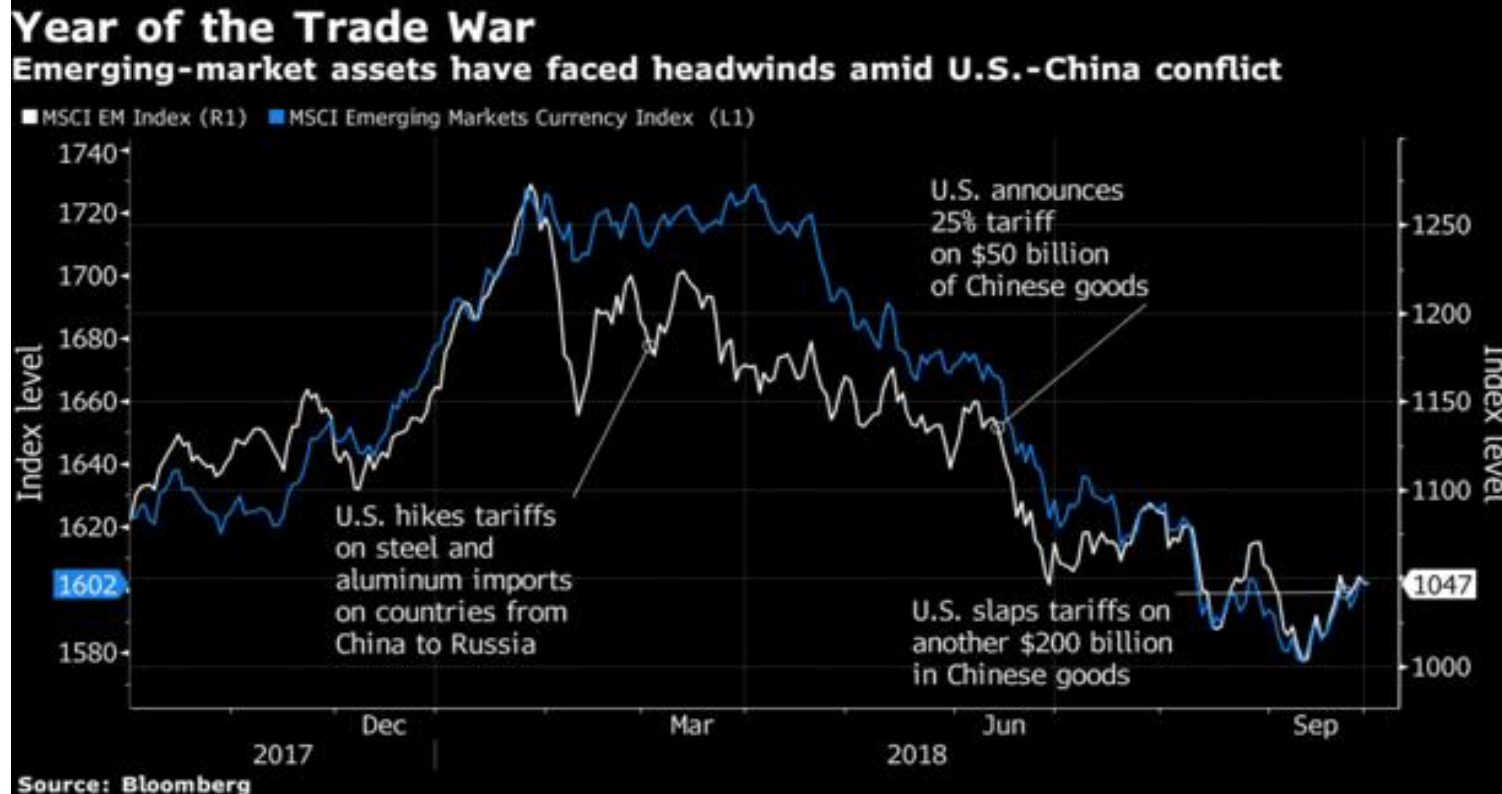 Year of the Trade War
Emerging-market assets have faced headwinds amid U.S.-China conflict
MSCI EM Index (R1) MSCI Emerging Markets Currency Index (L1)
1740
1720
1700
1680
1660
1640
1620
1602
1580
Index level
U.S. announces
25% tariff
on $50 billion
of Chinese goods
U.S. hikes tariffs
on steel and
aluminum imports
on countries from
China to Russia
U.S. slaps tariffs on
another $200 billion
in Chinese goods
1250
1200
1150
1100
1047
1000
Index level
Dec Mar Jun Sep
2017 2018
Source: Bloomberg